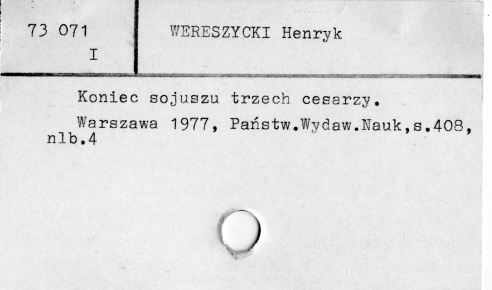 73 071
I
WERESZYCKI Henryk
Koniec sojuszu trzech cesarzy.
Warszawa 1977, Państw.Wydaw.Nauk,s.408,
nlb.4